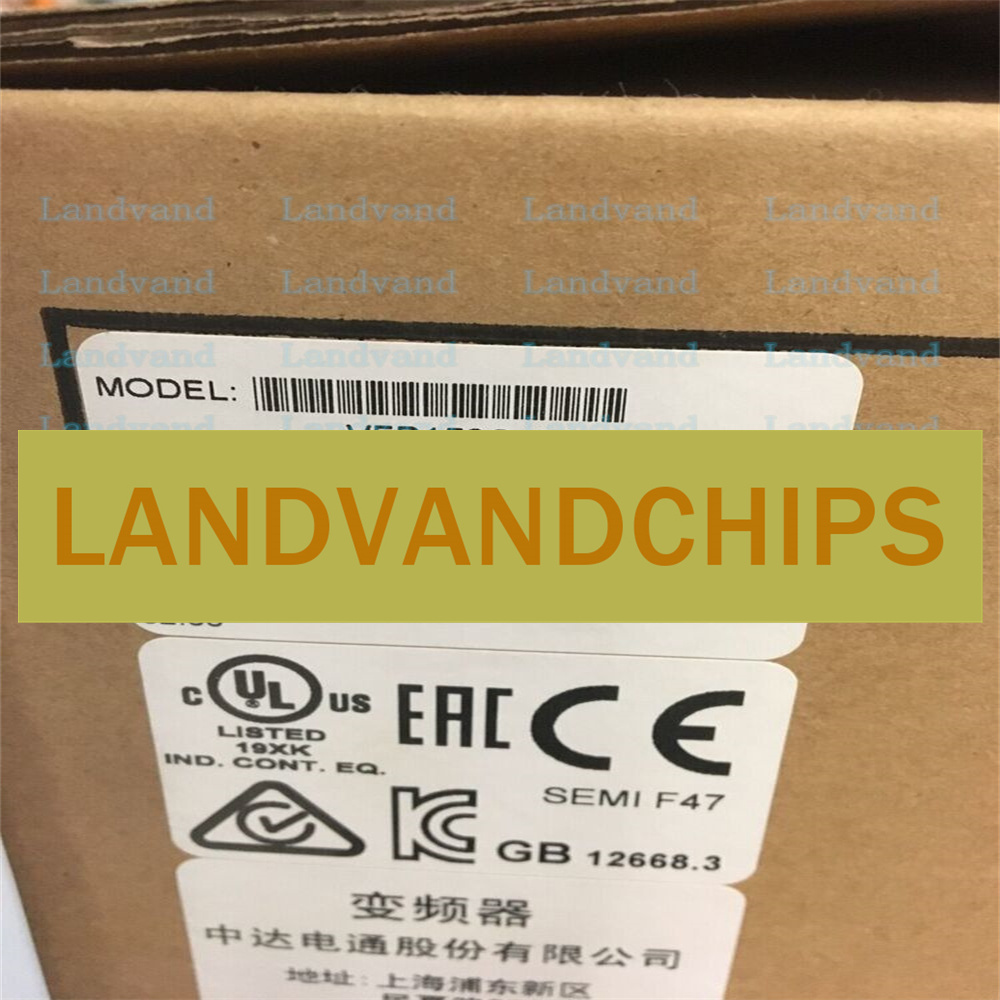 Landvand Landvand Landvand Landvand
Landvand Landvand Landvand Landvand
Landvand Landvand Landvand Landvand
MODEL:
LANDVANDCHIPS
C UL US
LISTED
19XK
IND. CONT. EQ.
EAC CE
SEMI F47
KC GB 12668.3
变频器
中达电通股份有限公司
地址:上海浦东新区